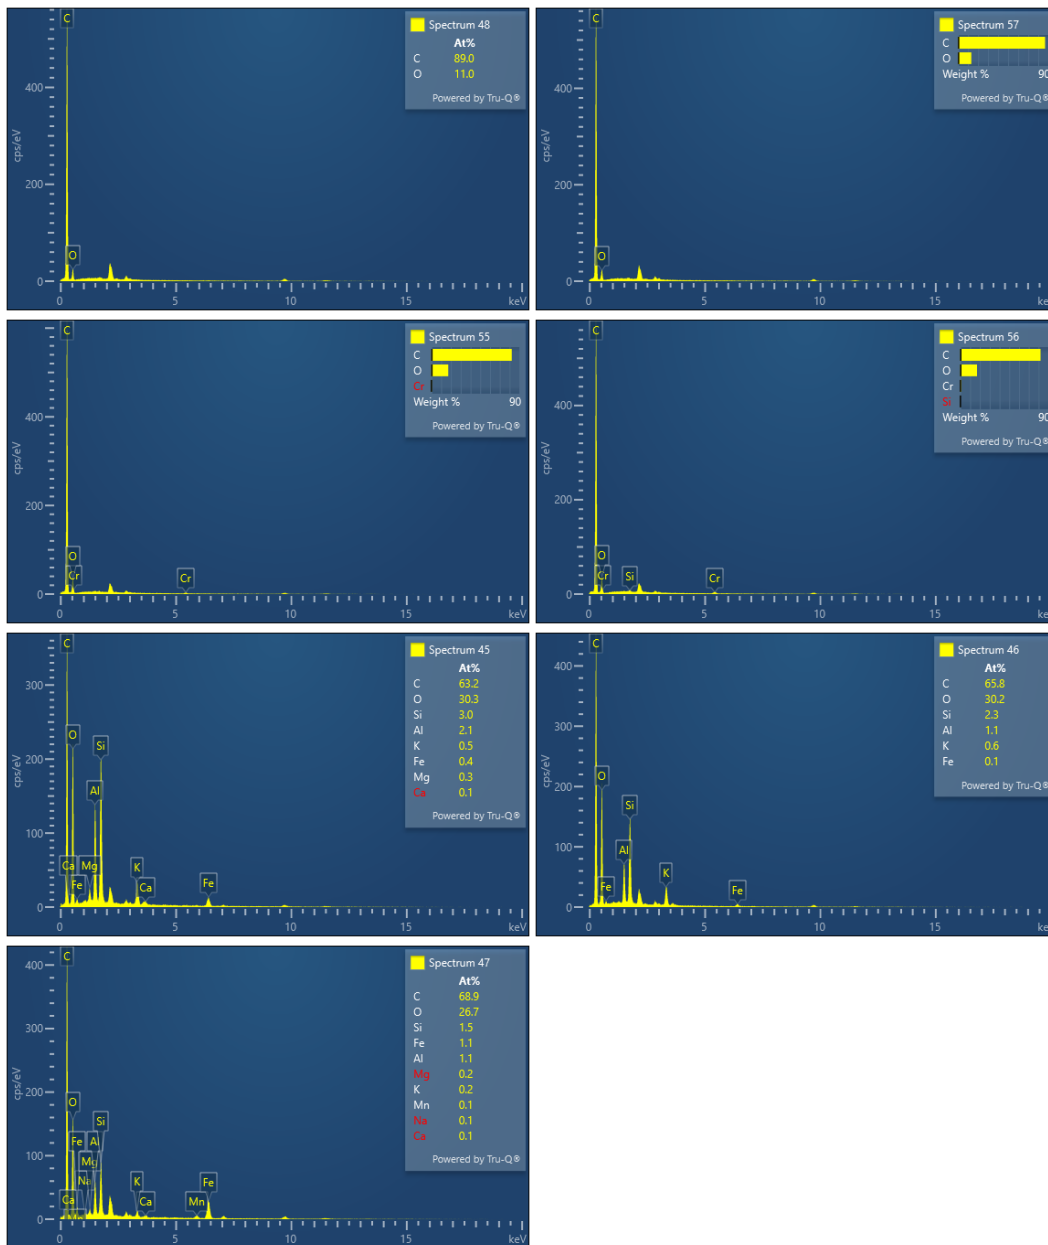 Spectrum 48
At%
C 89.0
O 11.0
Powered by Tru-Q®
C
O
cps/eV
400
200
0
0 5 10 15 keV
Spectrum 57
C
O
Weight % 90
Powered by Tru-Q®
C
O
cps/eV
400
200
0
0 5 10 15 ke
Spectrum 55
C
O
Cr
Weight % 90
Powered by Tru-Q®
C
O
Cr Cr
cps/eV
400
200
0
0 5 10 15 keV
Spectrum 56
C
O
Cr
Si
Weight % 90
Powered by Tru-Q®
C
O
Cr Si Cr
cps/eV
400
200
0
0 5 10 15 ke
Spectrum 45
At%
C 63.2
O 30.3
Si 3.0
Al 2.1
K 0.5
Fe 0.4
Mg 0.3
Ca 0.1
Powered by Tru-Q®
C
O Si
Al
Ca Mg K
Fe Ca Fe
cps/eV
300
200
100
0
0 5 10 15 keV
Spectrum 46
At%
C 65.8
O 30.2
Si 2.3
Al 1.1
K 0.6
Fe 0.1
Powered by Tru-Q®
C
O
Si
Al
Fe K Fe
cps/eV
400
300
200
100
0
0 5 10 15 ke
Spectrum 47
At%
C 68.9
O 26.7
Si 1.5
Fe 1.1
Al 1.1
Mg 0.2
K 0.2
Mn 0.1
Na 0.1
Ca 0.1
Powered by Tru-Q®
C
O
Si
Fe Al
Mg
Na K Fe
Ca Ca Mn
cps/eV
400
300
200
100
0
0 5 10 15 keV